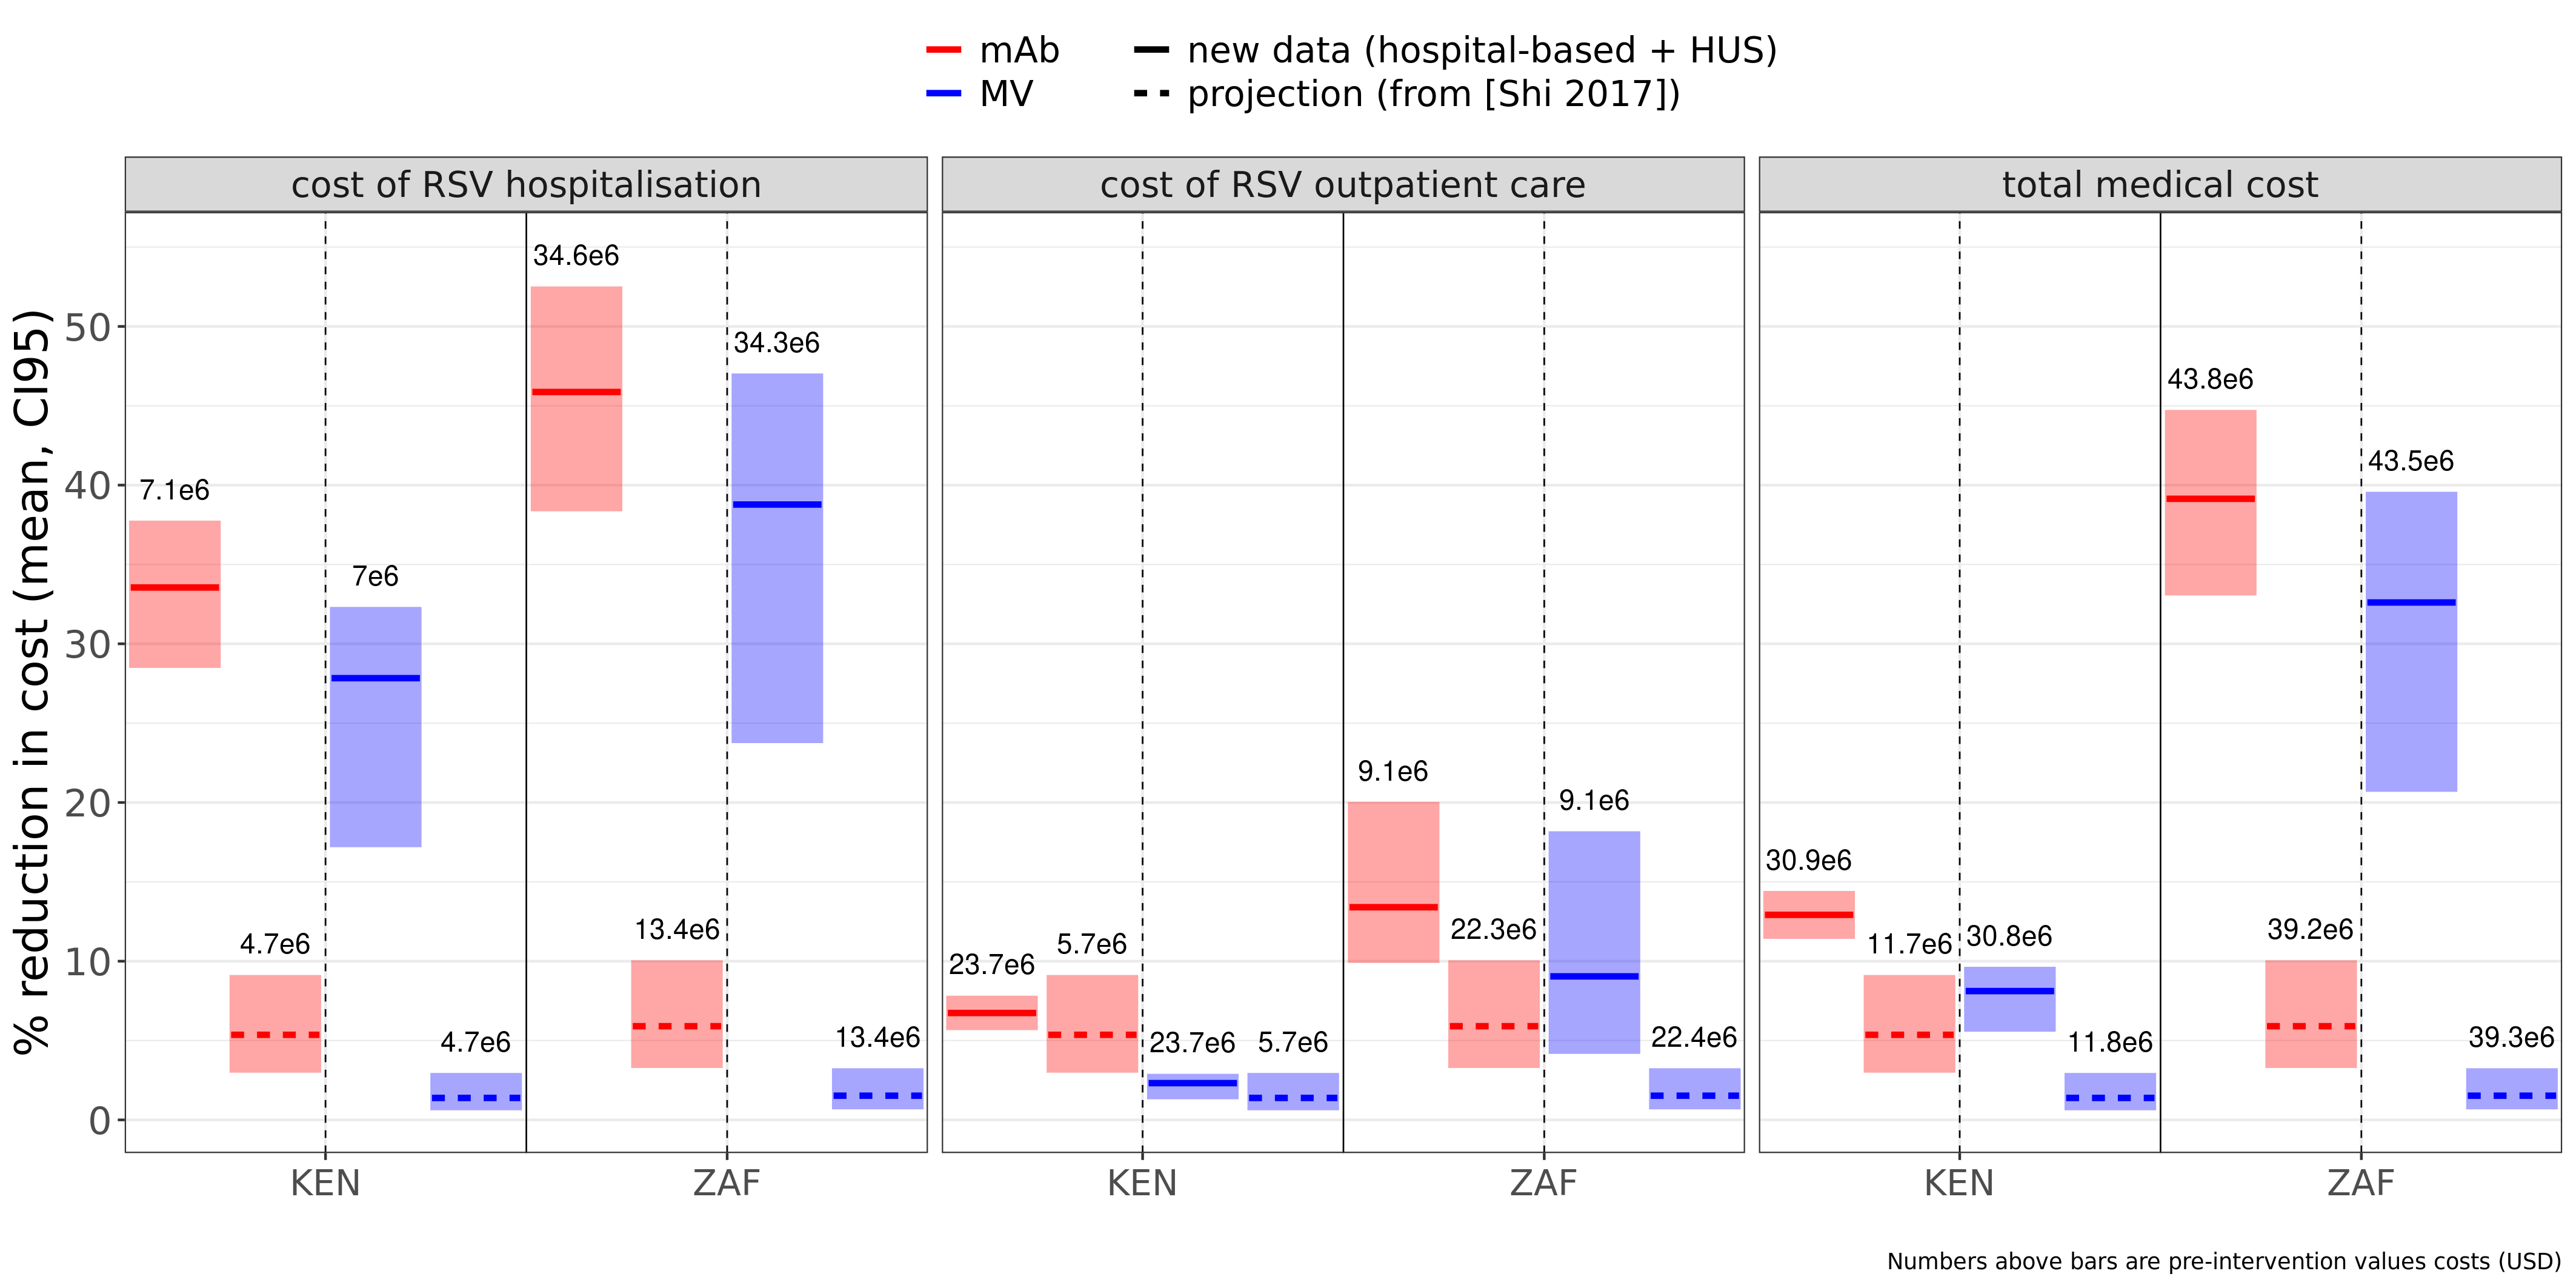 mAb
new data (hospital-based + HUS)
MV
projection (from [Shi 2017])
cost of RSV hospitalisation
cost of RSV outpatient care
total medical cost
% reduction in cost (mean, CI95)
50
40
30
20
10
0
7.1e6
4.7e6
7e6
4.7e6
34.6e6
13.4e6
34.3e6
13.4e6
23.7e6
5.7e6
23.7e6
5.7e6
9.1e6
22.3e6
9.1e6
22.4e6
30.9e6
11.7e6
30.8e6
11.8e6
43.8e6
39.2e6
43.5e6
39.3e6
KEN
ZAF
KEN
ZAF
KEN
ZAF
Numbers above bars are pre-intervention values costs (USD)